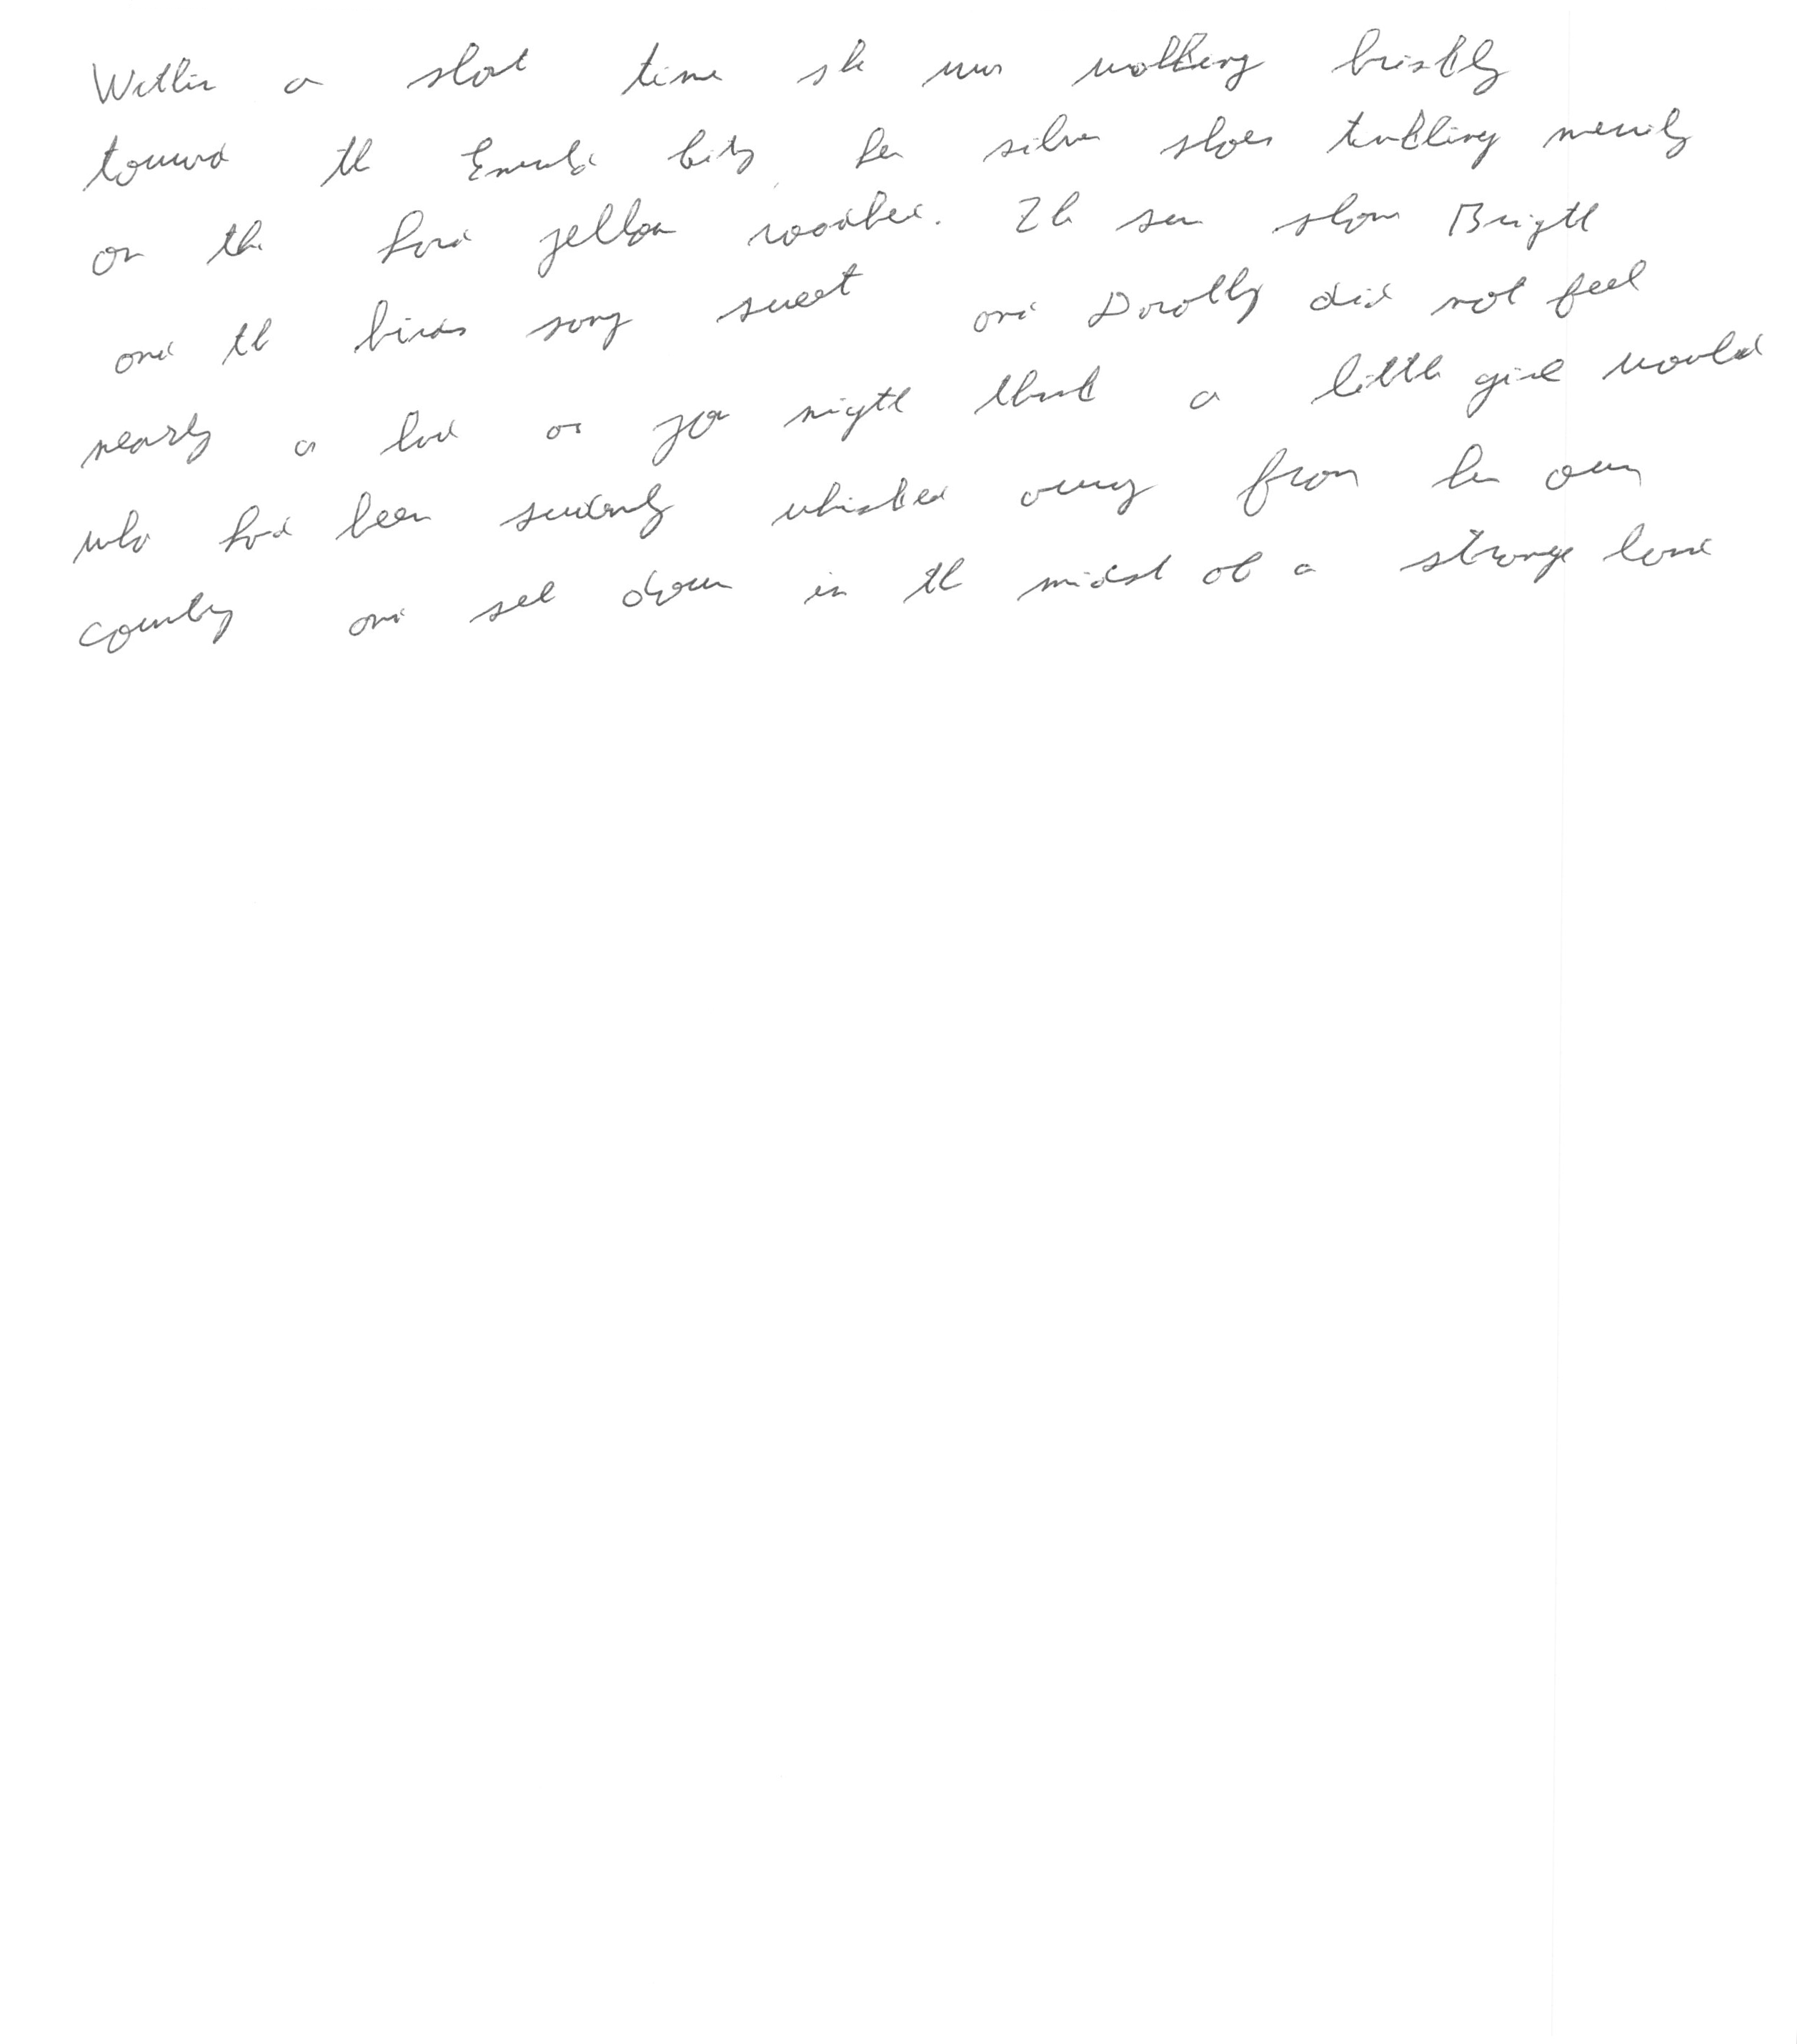 Within a short time she was walking briskly
toward the Emerald City, her silver shoes tinkling merrily
on the hard yellow roadbed. The sun shone Bright
and the birds sang sweet and Dorothy did not feel
nearly as bad as you might think a little girl would
who had been suddenly whisked away from her own
country and set down in the midst of a strange land